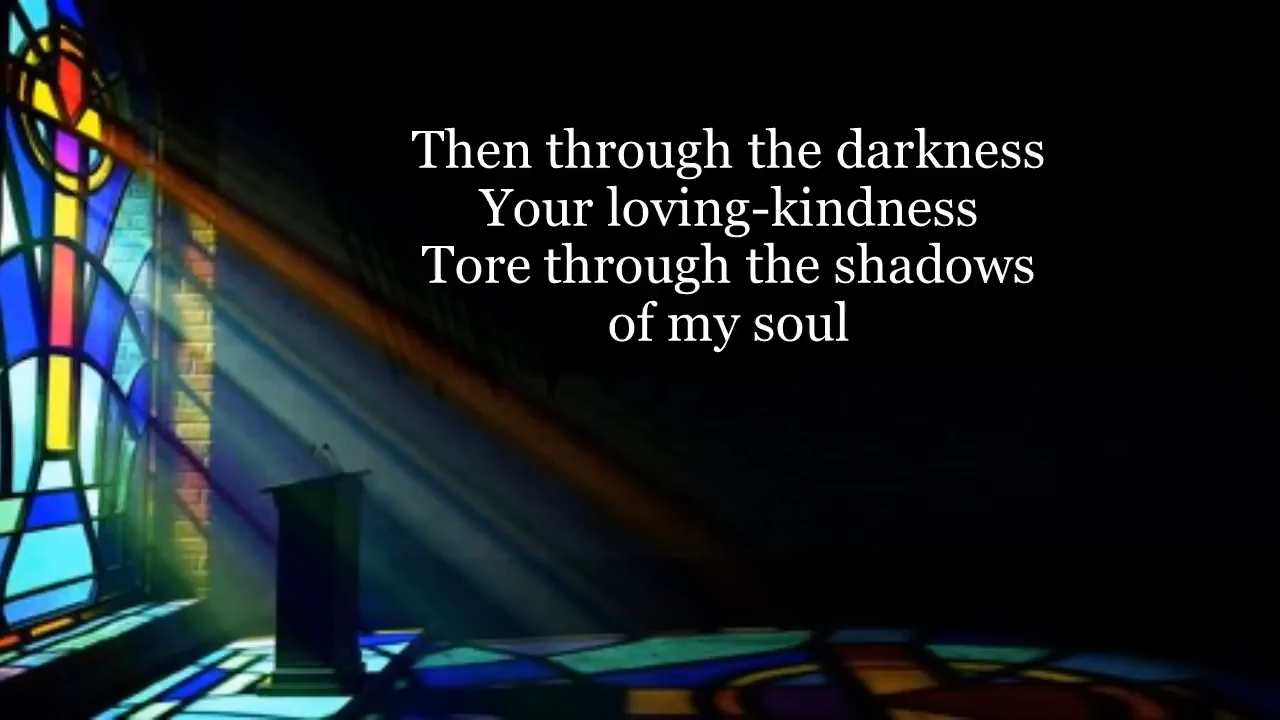 Then through the darkness
Your loving-kindness
Tore through the shadows
of my soul